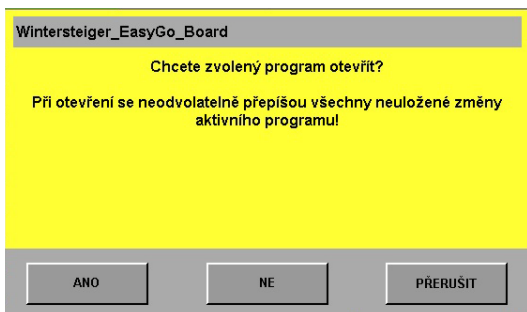 Wintersteiger_EasyGo_Board
Chcete zvolený program otevřít?
Při otevření se neodvolatelně přepíšou všechny neuložené změny
aktivního programu!
ANO NE PŘERUŠIT